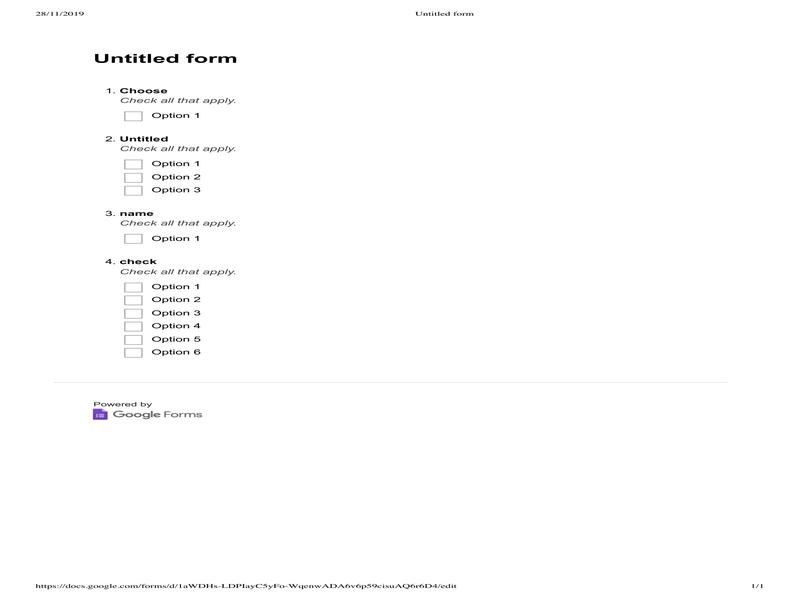 28/11/2019 Untitled form
Untitled form
1. Choose
Check all that apply.
Option 1
2. Untitled
Check all that apply.
Option 1
Option 2
Option 3
3. name
Check all that apply.
Option 1
4. check
Check all that apply.
Option 1
Option 2
Option 3
Option 4
Option 5
Option 6
Powered by
Google Forms
https://docs.google.com/forms/d/1aWDHs-LDPIayC5yFo-WqenwADA6v6p59cisuAQ6r6D4/edit 1/1